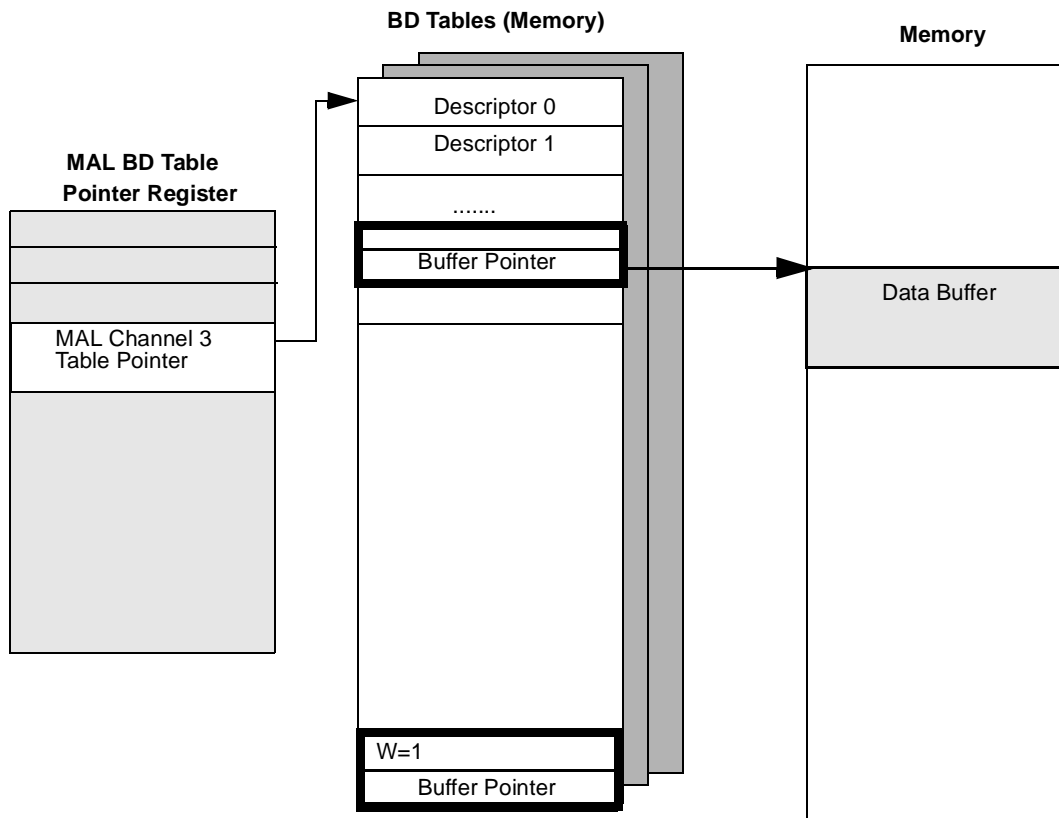 BD Tables (Memory)
Memory
Descriptor 0
Descriptor 1
MAL BD Table
Pointer Register
.......
Buffer Pointer
Data Buffer
MAL Channel 3
Table Pointer
W=1
Buffer Pointer